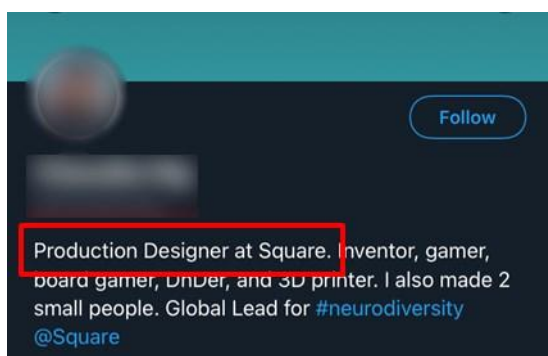 Follow
Production Designer at Square. Inventor, gamer,
board gamer, DnDer, and 3D printer. I also made 2
small people. Global Lead for #neurodiversity
@Square